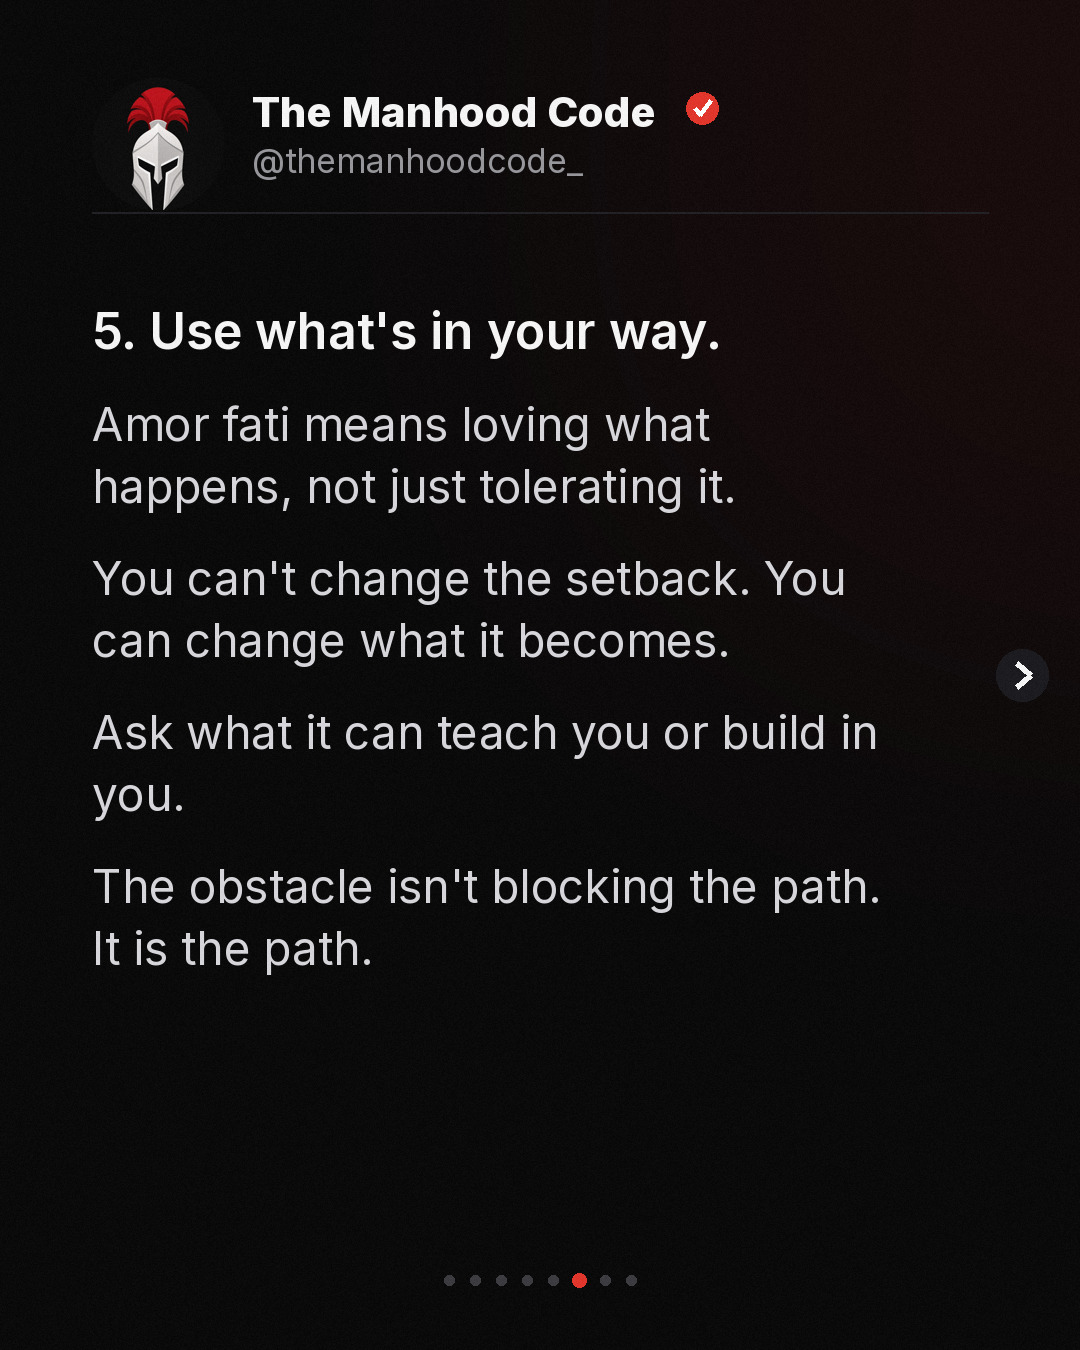 The Manhood Code
@themanhoodcode_
5. Use what's in your way.
Amor fati means loving what
happens, not just tolerating it.
You can't change the setback. You
can change what it becomes.
Ask what it can teach you or build in
you.
The obstacle isn't blocking the path.
It is the path.